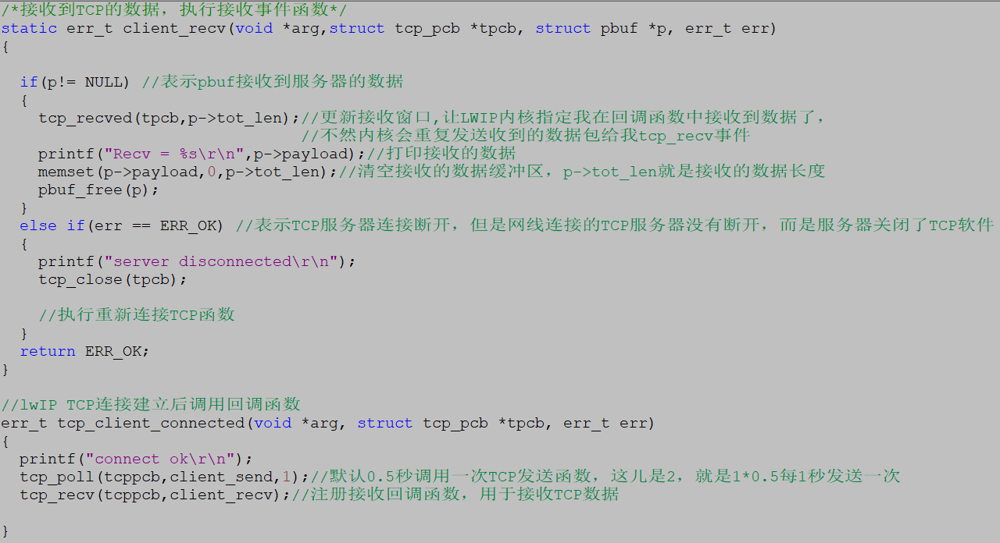 /*接收到TCP的数据，执行接收事件函数*/
static err_t client_recv(void *arg,struct tcp_pcb *tpcb, struct pbuf *p, err_t err)
{
if(p!= NULL) //表示pbuf接收到服务器的数据
{
tcp_recved(tpcb,p->tot_len);//更新接收窗口,让LWIP内核指定我在回调函数中接收到数据了，
//不然内核会重复发送收到的数据包给我tcp_recv事件
printf("Recv = %s\r\n",p->payload);//打印接收的数据
memset(p->payload,0,p->tot_len);//清空接收的数据缓冲区，p->tot_len就是接收的数据长度
pbuf_free(p);
}
else if(err == ERR_OK) //表示TCP服务器连接断开，但是网线连接的TCP服务器没有断开，而是服务器关闭了TCP软件
{
printf("server disconnected\r\n");
tcp_close(tpcb);
//执行重新连接TCP函数
}
return ERR_OK;
}
//lwIP TCP连接建立后调用回调函数
err_t tcp_client_connected(void *arg, struct tcp_pcb *tpcb, err_t err)
{
printf("connect ok\r\n");
tcp_poll(tcppcb,client_send,1);//默认0.5秒调用一次TCP发送函数，这儿是2，就是1*0.5每1秒发送一次
tcp_recv(tcppcb,client_recv);//注册接收回调函数，用于接收TCP数据
}